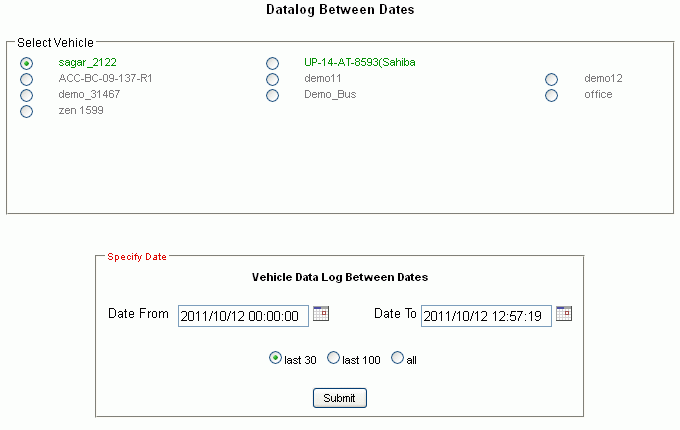 Datalog Between Dates
Select Vehicle
sagar_2122 UP-14-AT-8593(Sahiba
ACC-BC-09-137-R1 demo11 demo12
demo_31467 Demo_Bus office
zen 1599
Specify Date
Vehicle Data Log Between Dates
Date From 2011/10/12 00:00:00 Date To 2011/10/12 12:57:19
last 30 last 100 all
Submit